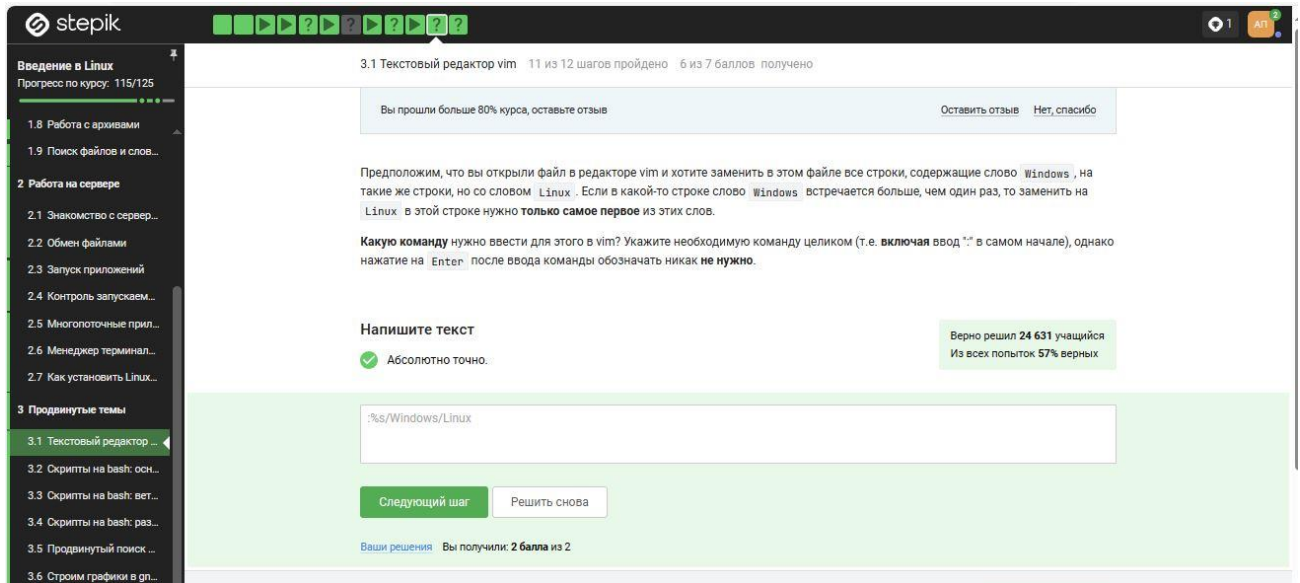 stepik
1
АП
2
Введение в Linux
Прогресс по курсу: 115/125
1.8 Работа с архивами
1.9 Поиск файлов и слов...
2 Работа на сервере
2.1 Знакомство с сервер...
2.2 Обмен файлами
2.3 Запуск приложений
2.4 Контроль запускаем...
2.5 Многопоточные прил...
2.6 Менеджер терминал...
2.7 Как установить Linux...
3 Продвинутые темы
3.1 Текстовый редактор ...
3.2 Скрипты на bash: осн...
3.3 Скрипты на bash: вет...
3.4 Скрипты на bash: раз...
3.5 Продвинутый поиск ...
3.6 Строим графики в gn...
3.1 Текстовый редактор vim 11 из 12 шагов пройдено 6 из 7 баллов получено
Вы прошли больше 80% курса, оставьте отзыв Оставить отзыв Нет, спасибо
Предположим, что вы открыли файл в редакторе vim и хотите заменить в этом файле все строки, содержащие слово Windows, на
такие же строки, но со словом Linux. Если в какой-то строке слово Windows встречается больше, чем один раз, то заменить на
Linux в этой строке нужно только самое первое из этих слов.
Какую команду нужно ввести для этого в vim? Укажите необходимую команду целиком (т.е. включая ввод ":" в самом начале), однако
нажатие на Enter после ввода команды обозначать никак не нужно.
Напишите текст
Абсолютно точно.
Верно решил 24 631 учащийся
Из всех попыток 57% верных
:%s/Windows/Linux
Следующий шаг Решить снова
Ваши решения Вы получили: 2 балла из 2